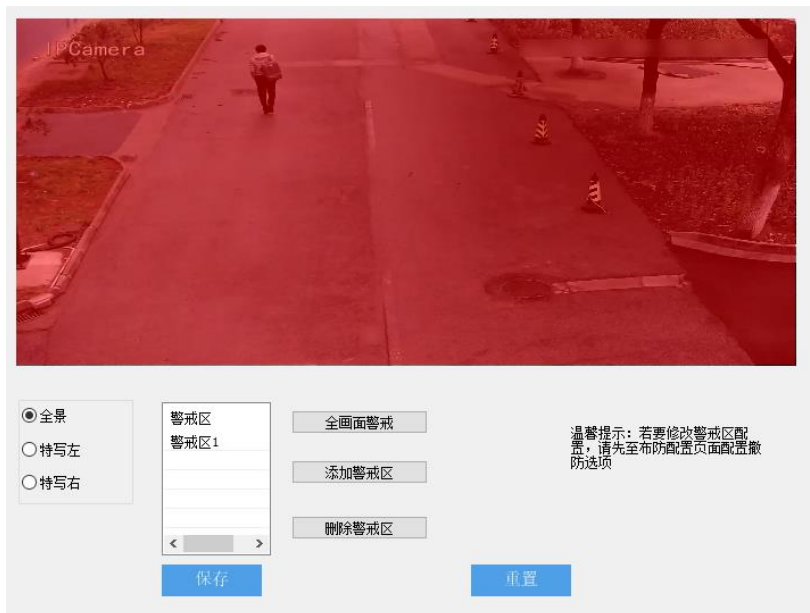 IPCamera
全景
特写左
特写右
警戒区
警戒区1
全画面警戒
添加警戒区
删除警戒区
温馨提示：若要修改警戒区配
置，请先至布防配置页面配置撤
防选项
保存
重置